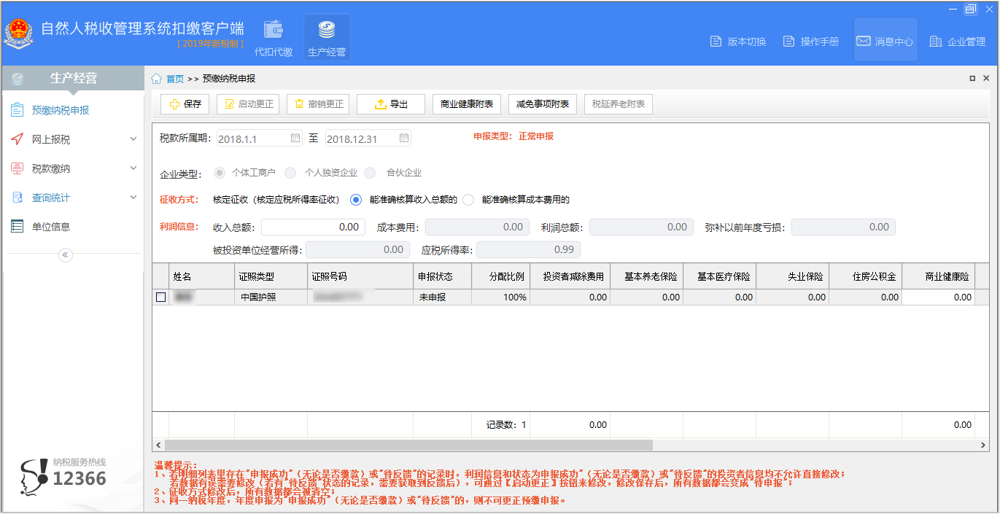 自然人税收管理系统扣缴客户端
[ 2019年新税制 ]
代扣代缴
生产经营
版本切换
操作手册
消息中心
企业管理
生产经营
首页 >> 预缴纳税申报
预缴纳税申报
网上报税
税款缴纳
查询统计
单位信息
保存
启动更正
撤销更正
导出
商业健康附表
减免事项附表
税延养老附表
税款所属期: 2018.1.1 至 2018.12.31
申报类型: 正常申报
企业类型: 个体工商户 个人独资企业 合伙企业
征收方式: 核定征收（核定应税所得率征收） 能准确核算收入总额的 能准确核算成本费用的
利润信息: 收入总额: 0.00 成本费用: 0.00 利润总额: 0.00 弥补以前年度亏损: 0.00
被投资单位经营所得: 0.00 应税所得率: 0.99
姓名 证照类型 证照号码 申报状态 分配比例 投资者减除费用 基本养老保险 基本医疗保险 失业保险 住房公积金 商业健康险
中国护照 未申报 100% 0.00 0.00 0.00 0.00 0.00 0.00
记录数: 1 0.00 0.00
纳税服务热线
12366
温馨提示:
1、若明细列表里存在"申报成功"（无论是否缴款）或"待反馈"的记录时，利润信息和状态为申报成功"（无论是否缴款）或"待反馈"的投资者信息均不允许直接修改；
若数据有误需要修改（若有"待反馈"状态的记录，需要获取到反馈后），可通过【启动更正】按钮来修改，修改保存后，所有数据都会变成"待申报"；
2、征收方式修改后，所有数据都会被清空；
3、同一纳税年度，年度申报为"申报成功"（无论是否缴款）或"待反馈"的，则不可更正预缴申报。